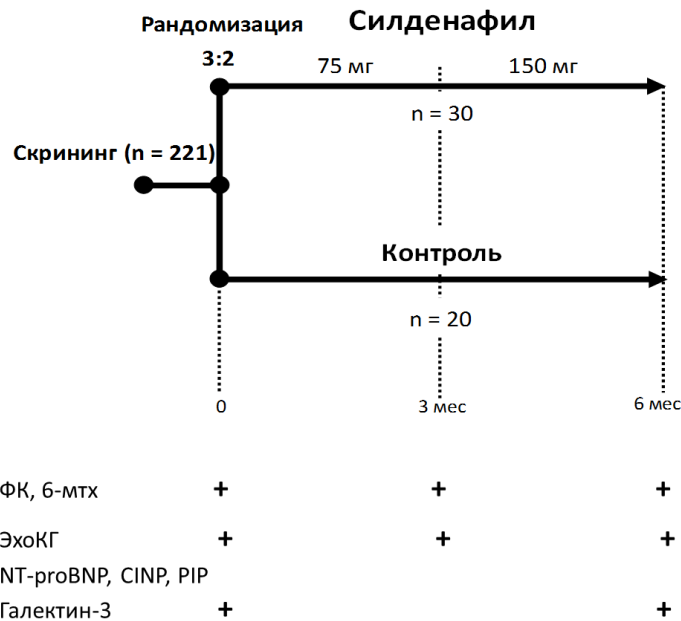 Рандомизация Силденафил
3:2
75 мг 150 мг
n = 30
Скрининг (n = 221)
Контроль
n = 20
0 3 мес 6 мес
ФК, 6-мтх + + +
ЭхоКГ + + +
NT-proBNP, CINP, PIP
Галектин-3 + +